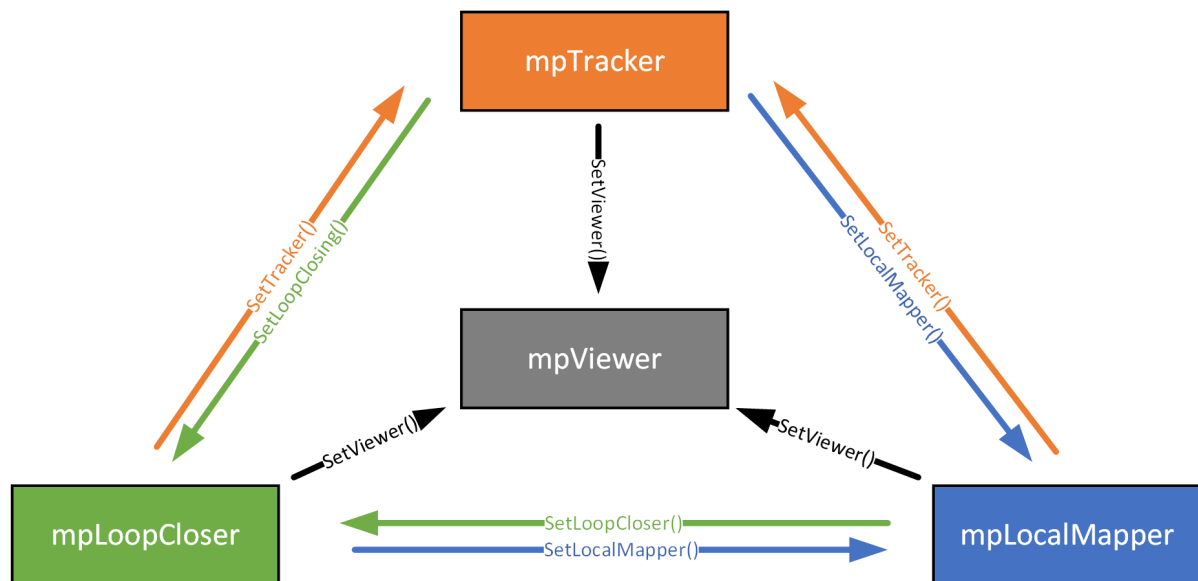 mpTracker
SetViewer()
SetTracker()
SetLoopClosing()
SetTracker()
SetLocalMapper()
mpViewer
SetViewer()
SetViewer()
mpLoopCloser
SetLoopCloser()
SetLocalMapper()
mpLocalMapper